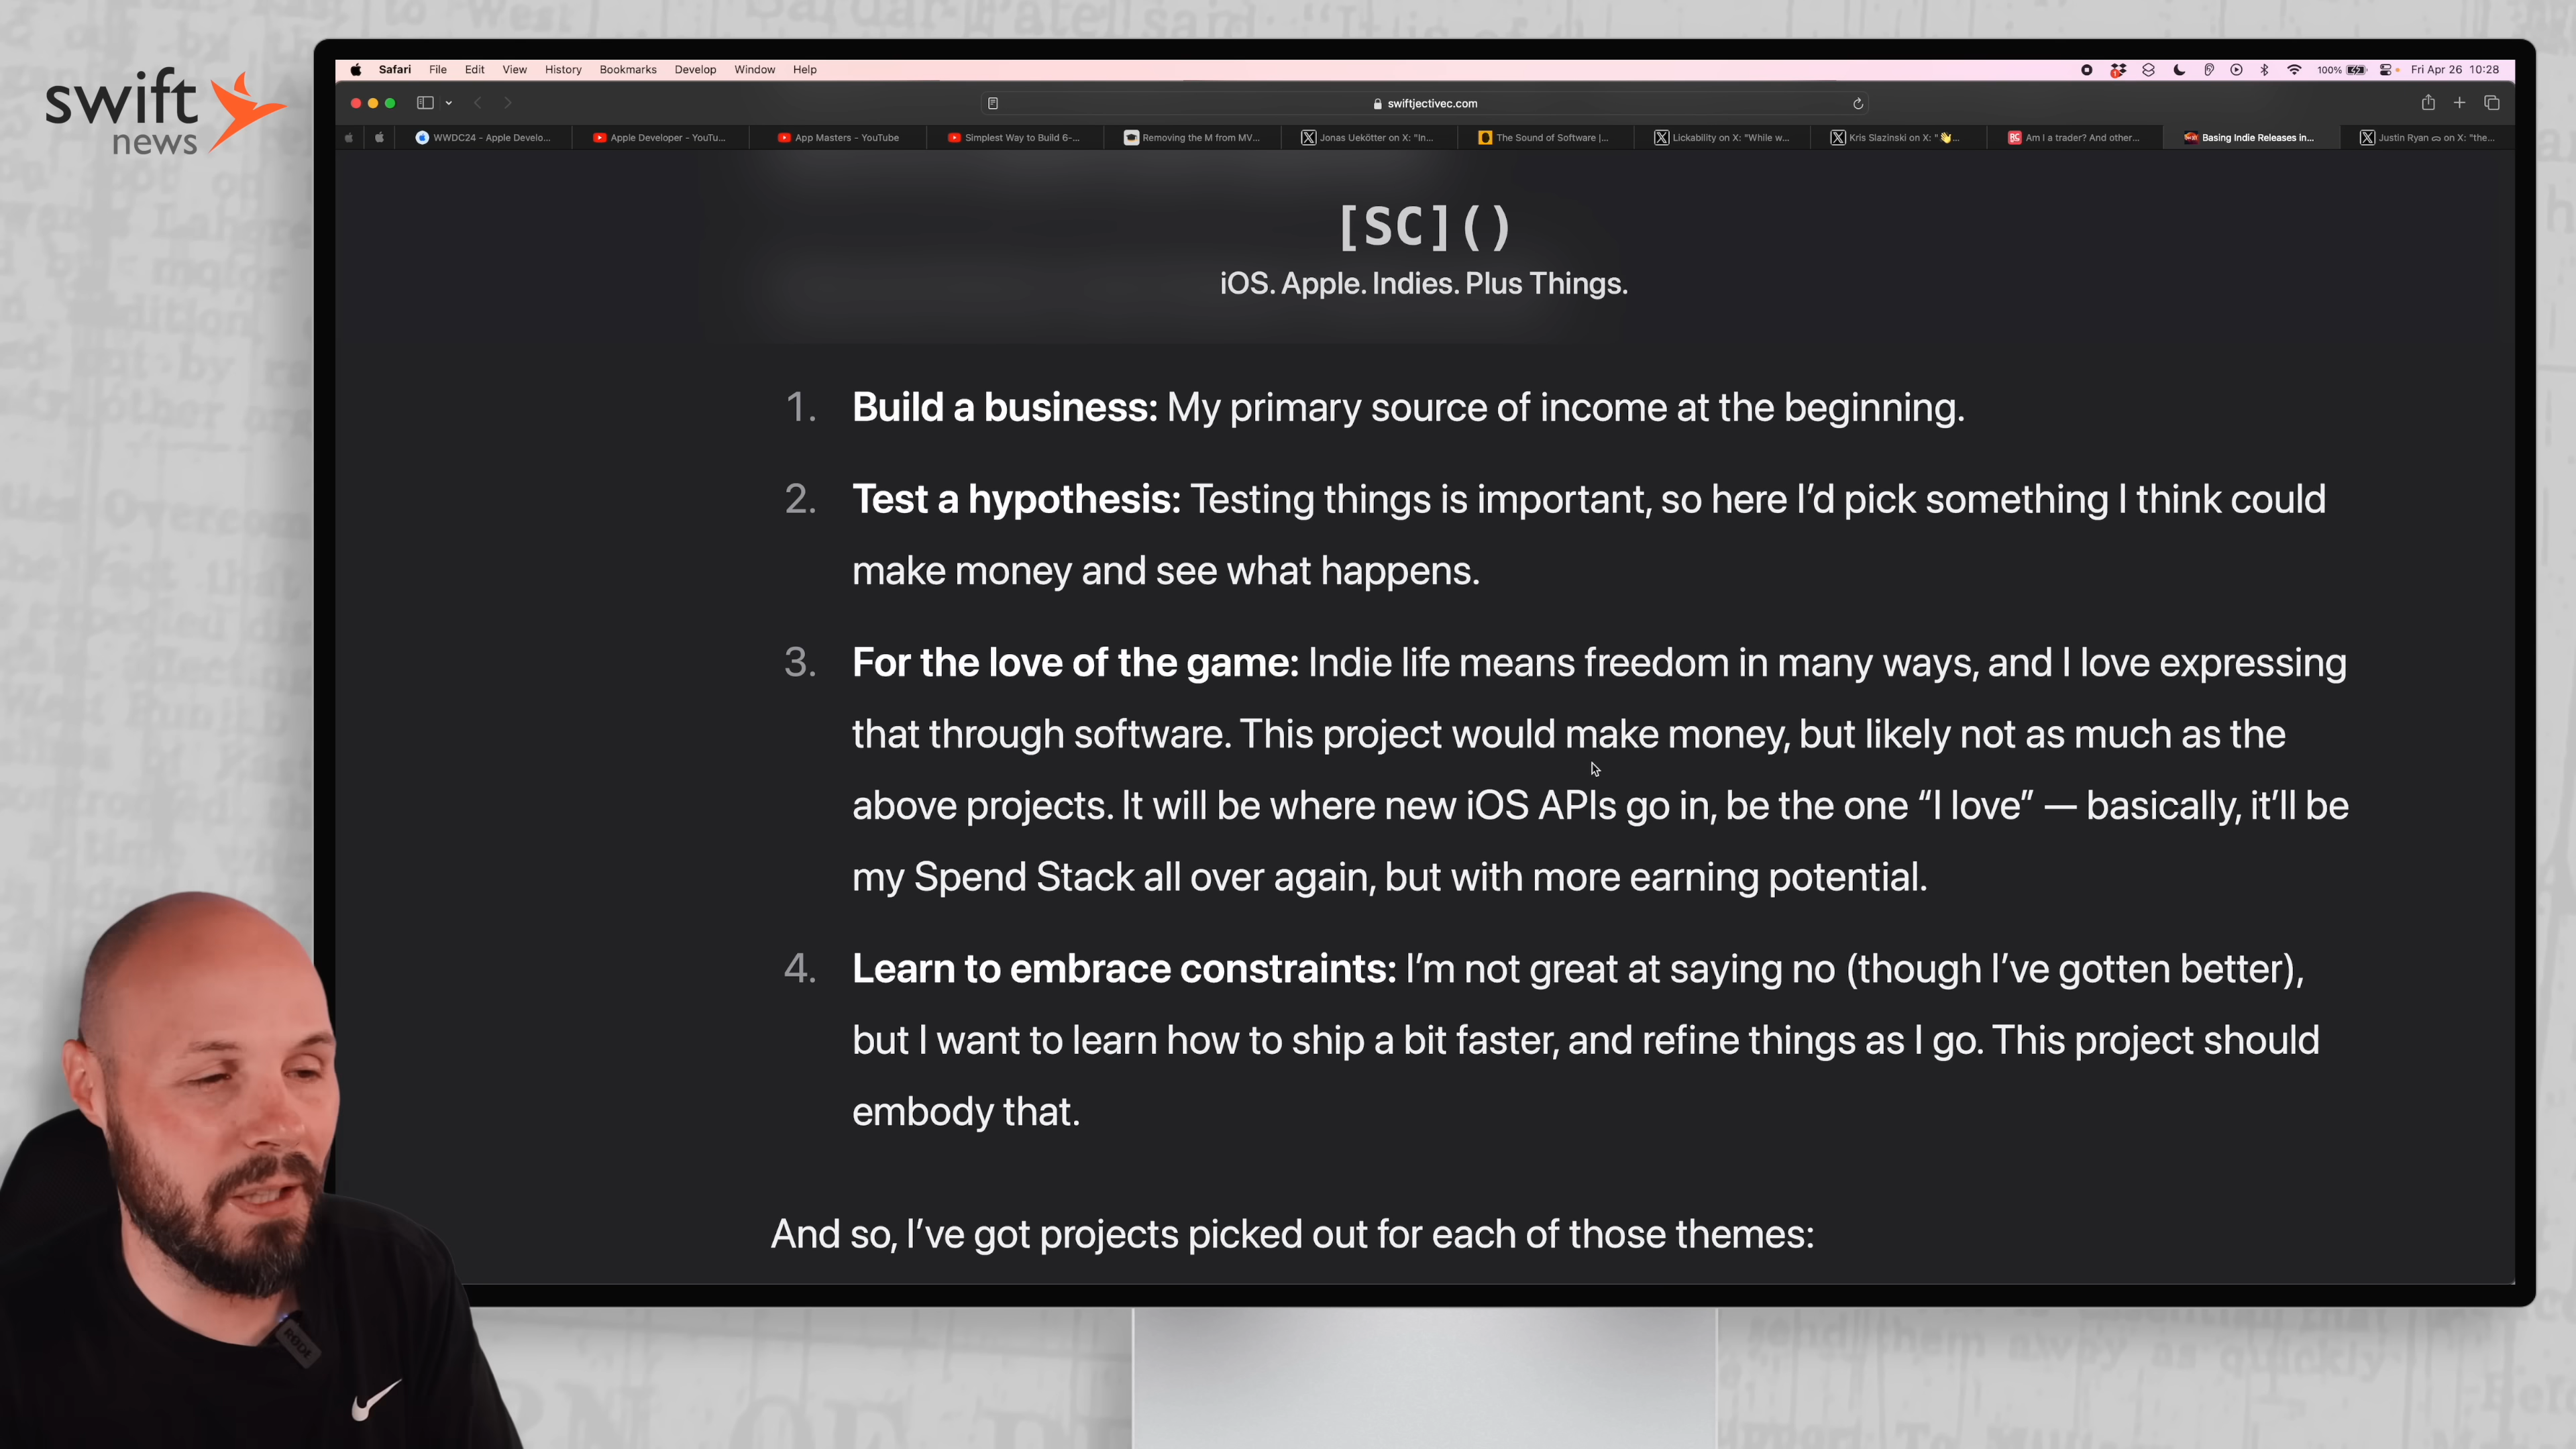 swift
news
Safari File Edit View History Bookmarks Develop Window Help
100% Fri Apr 26 10:28
swiftjectivec.com
WWDC24 - Apple Develo...
Apple Developer - YouTu...
App Masters - YouTube
Simplest Way to Build 6-...
Removing the M from MV...
Jonas Uekötter on X: "In...
The Sound of Software |...
Lickability on X: "While w...
Kris Slazinski on X: "👋...
Am I a trader? And other...
Basing Indie Releases in...
Justin Ryan on X: "the...
[SC]()
iOS. Apple. Indies. Plus Things.
1. Build a business: My primary source of income at the beginning.
2. Test a hypothesis: Testing things is important, so here I’d pick something I think could
make money and see what happens.
3. For the love of the game: Indie life means freedom in many ways, and I love expressing
that through software. This project would make money, but likely not as much as the
above projects. It will be where new iOS APIs go in, be the one “I love” — basically, it’ll be
my Spend Stack all over again, but with more earning potential.
4. Learn to embrace constraints: I’m not great at saying no (though I’ve gotten better),
but I want to learn how to ship a bit faster, and refine things as I go. This project should
embody that.
And so, I’ve got projects picked out for each of those themes:
RODE